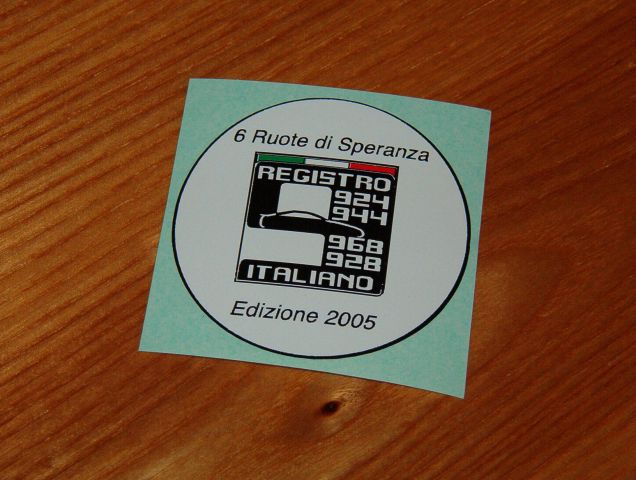 6 Ruote di Speranza
REGISTRO
924
944
968
928
ITALIANO
Edizione 2005